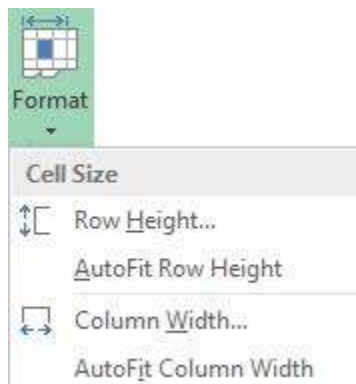 Format
Cell Size
Row Height...
AutoFit Row Height
Column Width...
AutoFit Column Width